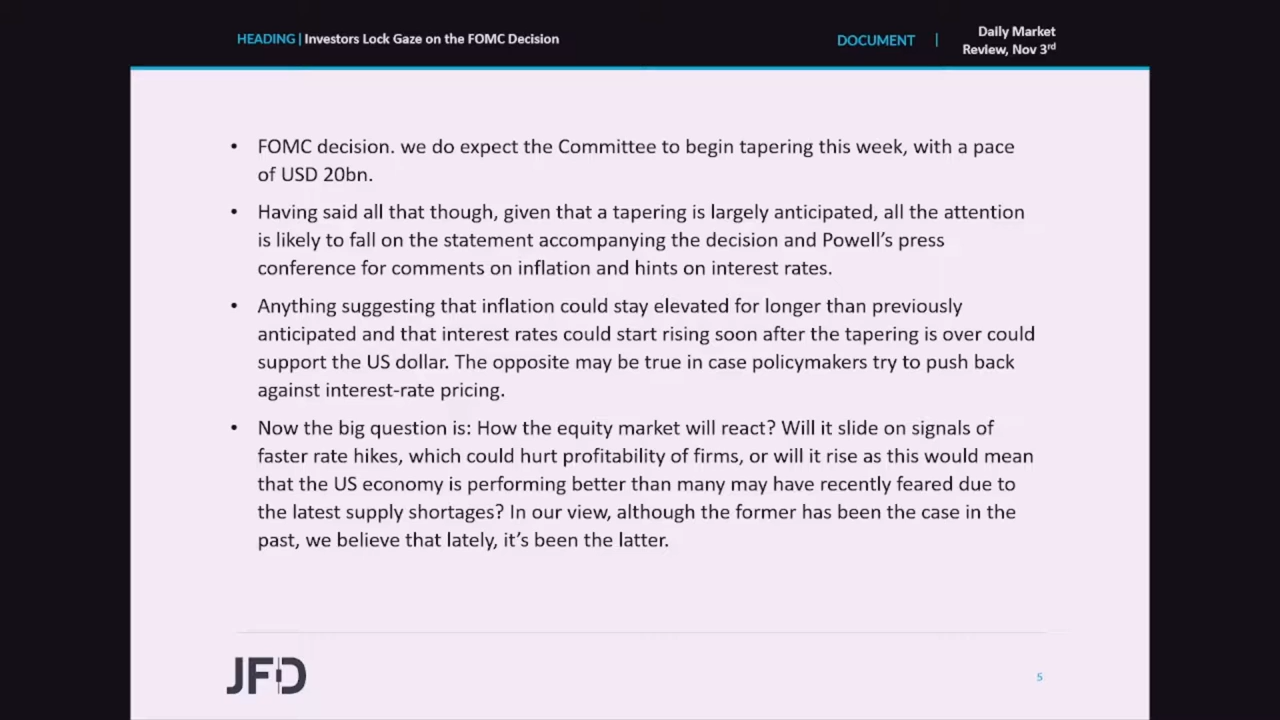 HEADING | Investors Lock Gaze on the FOMC Decision
DOCUMENT |
Daily Market
Review, Nov 3rd
• FOMC decision. we do expect the Committee to begin tapering this week, with a pace
of USD 20bn.
• Having said all that though, given that a tapering is largely anticipated, all the attention
is likely to fall on the statement accompanying the decision and Powell’s press
conference for comments on inflation and hints on interest rates.
• Anything suggesting that inflation could stay elevated for longer than previously
anticipated and that interest rates could start rising soon after the tapering is over could
support the US dollar. The opposite may be true in case policymakers try to push back
against interest-rate pricing.
• Now the big question is: How the equity market will react? Will it slide on signals of
faster rate hikes, which could hurt profitability of firms, or will it rise as this would mean
that the US economy is performing better than many may have recently feared due to
the latest supply shortages? In our view, although the former has been the case in the
past, we believe that lately, it’s been the latter.
JFD
5